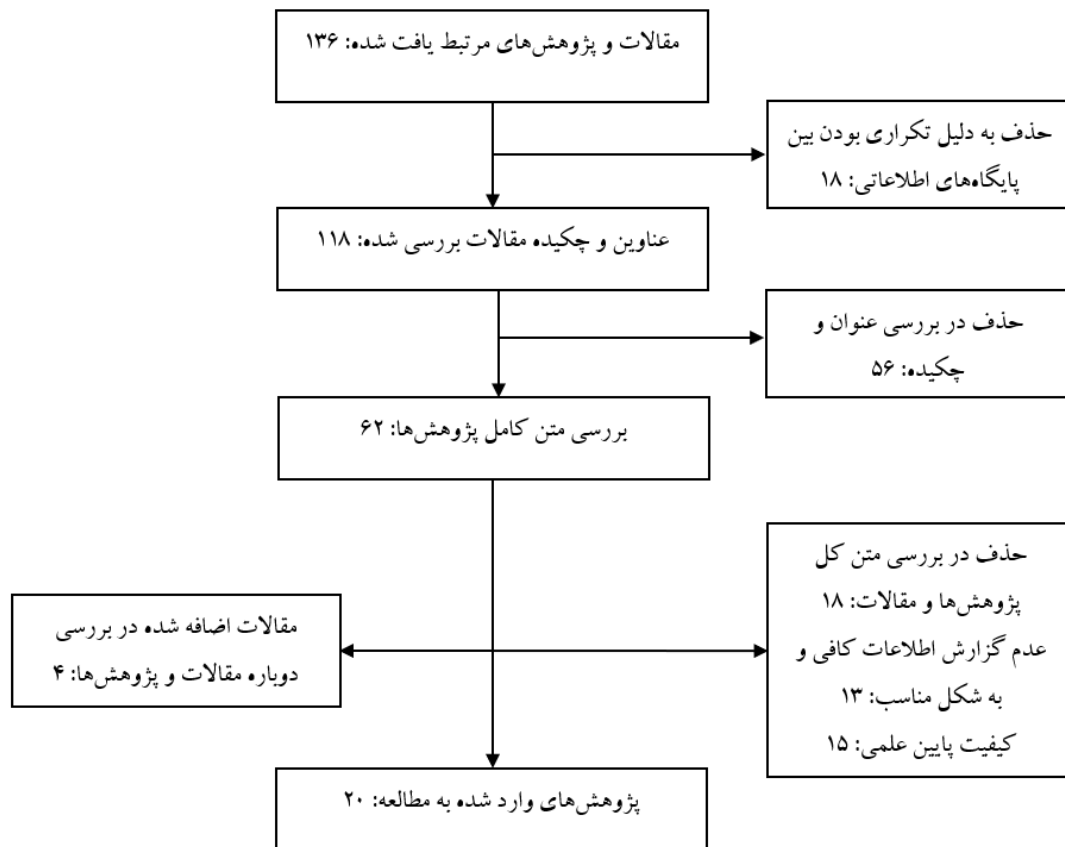 مقالات و پژوهش‌های مرتبط یافت شده: ۱۳۶
حذف به دلیل تکراری بودن بین
پایگاه‌های اطلاعاتی: ۱۸
عناوین و چکیده مقالات بررسی شده: ۱۱۸
حذف در بررسی عنوان و
چکیده: ۵۶
بررسی متن کامل پژوهش‌ها: ۶۲
حذف در بررسی متن کل
پژوهش‌ها و مقالات: ۱۸
عدم گزارش اطلاعات کافی و
به شکل مناسب: ۱۳
کیفیت پایین علمی: ۱۵
مقالات اضافه شده در بررسی
دوباره مقالات و پژوهش‌ها: ۴
پژوهش‌های وارد شده به مطالعه: ۲۰